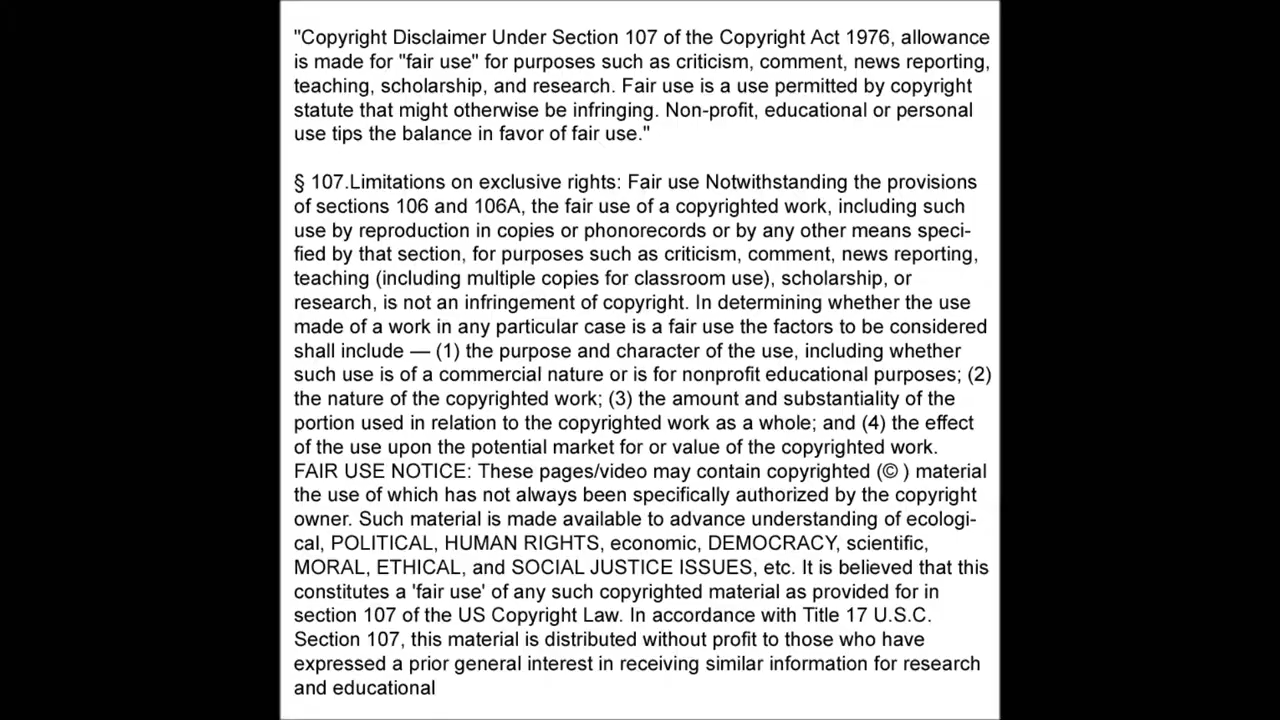 "Copyright Disclaimer Under Section 107 of the Copyright Act 1976, allowance
is made for "fair use" for purposes such as criticism, comment, news reporting,
teaching, scholarship, and research. Fair use is a use permitted by copyright
statute that might otherwise be infringing. Non-profit, educational or personal
use tips the balance in favor of fair use."
§ 107.Limitations on exclusive rights: Fair use Notwithstanding the provisions
of sections 106 and 106A, the fair use of a copyrighted work, including such
use by reproduction in copies or phonorecords or by any other means speci-
fied by that section, for purposes such as criticism, comment, news reporting,
teaching (including multiple copies for classroom use), scholarship, or
research, is not an infringement of copyright. In determining whether the use
made of a work in any particular case is a fair use the factors to be considered
shall include — (1) the purpose and character of the use, including whether
such use is of a commercial nature or is for nonprofit educational purposes; (2)
the nature of the copyrighted work; (3) the amount and substantiality of the
portion used in relation to the copyrighted work as a whole; and (4) the effect
of the use upon the potential market for or value of the copyrighted work.
FAIR USE NOTICE: These pages/video may contain copyrighted (© ) material
the use of which has not always been specifically authorized by the copyright
owner. Such material is made available to advance understanding of ecologi-
cal, POLITICAL, HUMAN RIGHTS, economic, DEMOCRACY, scientific,
MORAL, ETHICAL, and SOCIAL JUSTICE ISSUES, etc. It is believed that this
constitutes a 'fair use' of any such copyrighted material as provided for in
section 107 of the US Copyright Law. In accordance with Title 17 U.S.C.
Section 107, this material is distributed without profit to those who have
expressed a prior general interest in receiving similar information for research
and educational